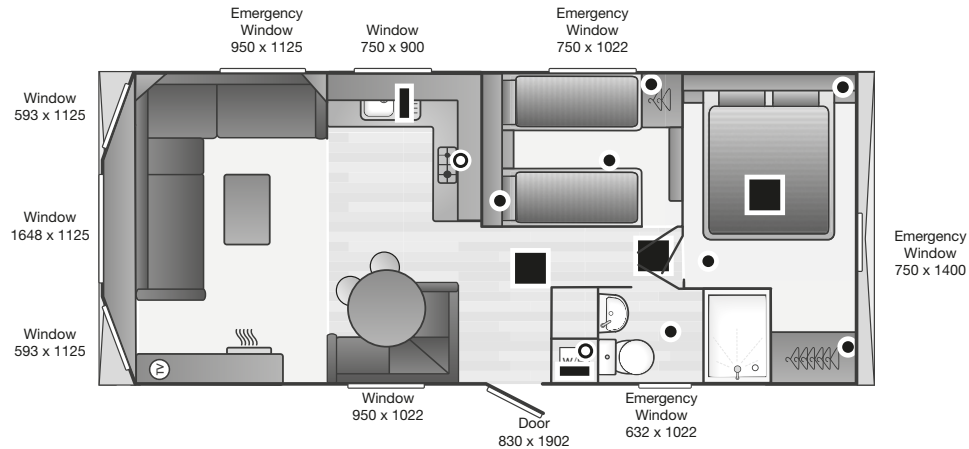 Emergency
Window
950 x 1125
Window
750 x 900
Emergency
Window
750 x 1022
Window
593 x 1125
Window
1648 x 1125
Emergency
Window
750 x 1400
Window
593 x 1125
TV
Window
950 x 1022
Door
830 x 1902
Emergency
Window
632 x 1022